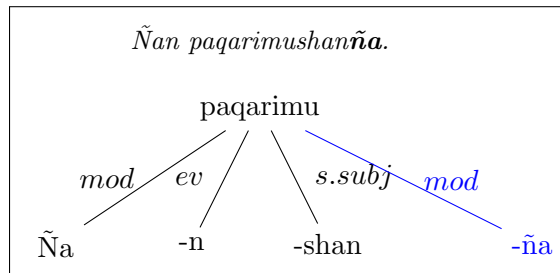 Ñan paqarimushanña.
paqarimu
mod ev s.subj mod
Ña -n -shan -ña